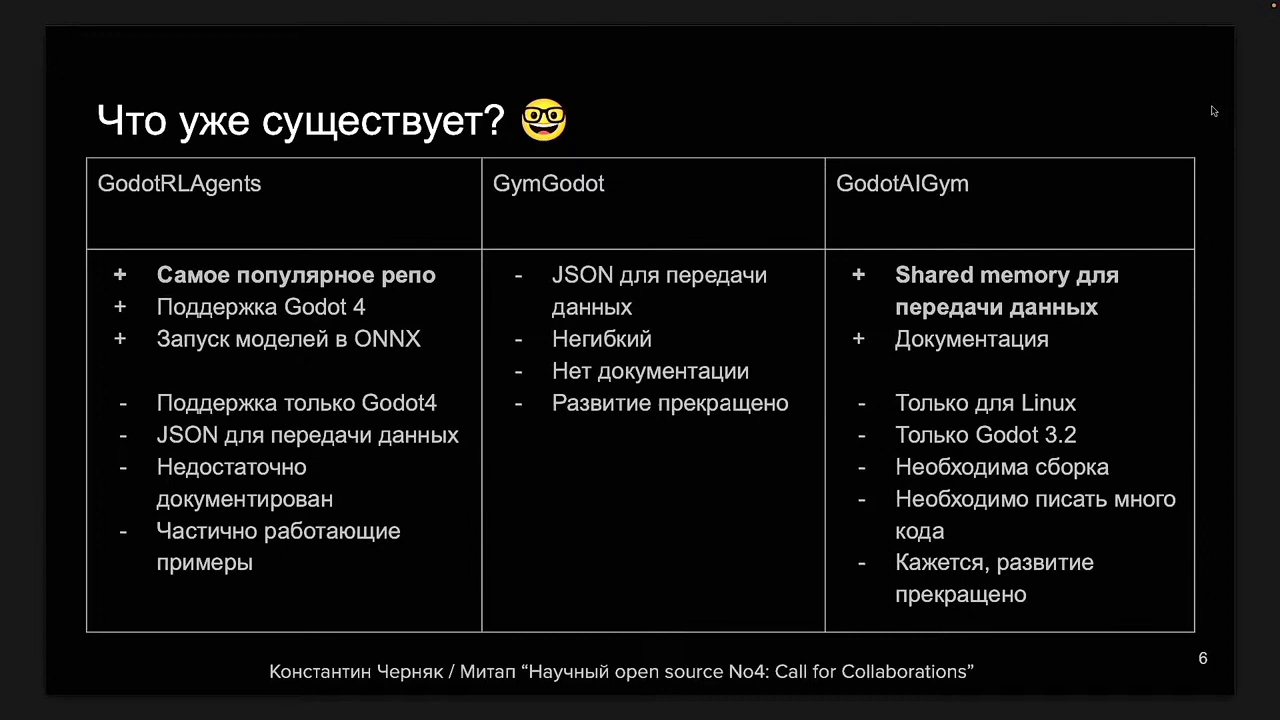 Что уже существует? 🤓
GodotRLAgents
GymGodot
GodotAIGym
+ Самое популярное репо
+ Поддержка Godot 4
+ Запуск моделей в ONNX
- Поддержка только Godot4
- JSON для передачи данных
- Недостаточно
документирован
- Частично работающие
примеры
- JSON для передачи
данных
- Негибкий
- Нет документации
- Развитие прекращено
+ Shared memory для
передачи данных
+ Документация
- Только для Linux
- Только Godot 3.2
- Необходима сборка
- Необходимо писать много
кода
- Кажется, развитие
прекращено
Константин Черняк / Митап “Научный open source No4: Call for Collaborations”
6